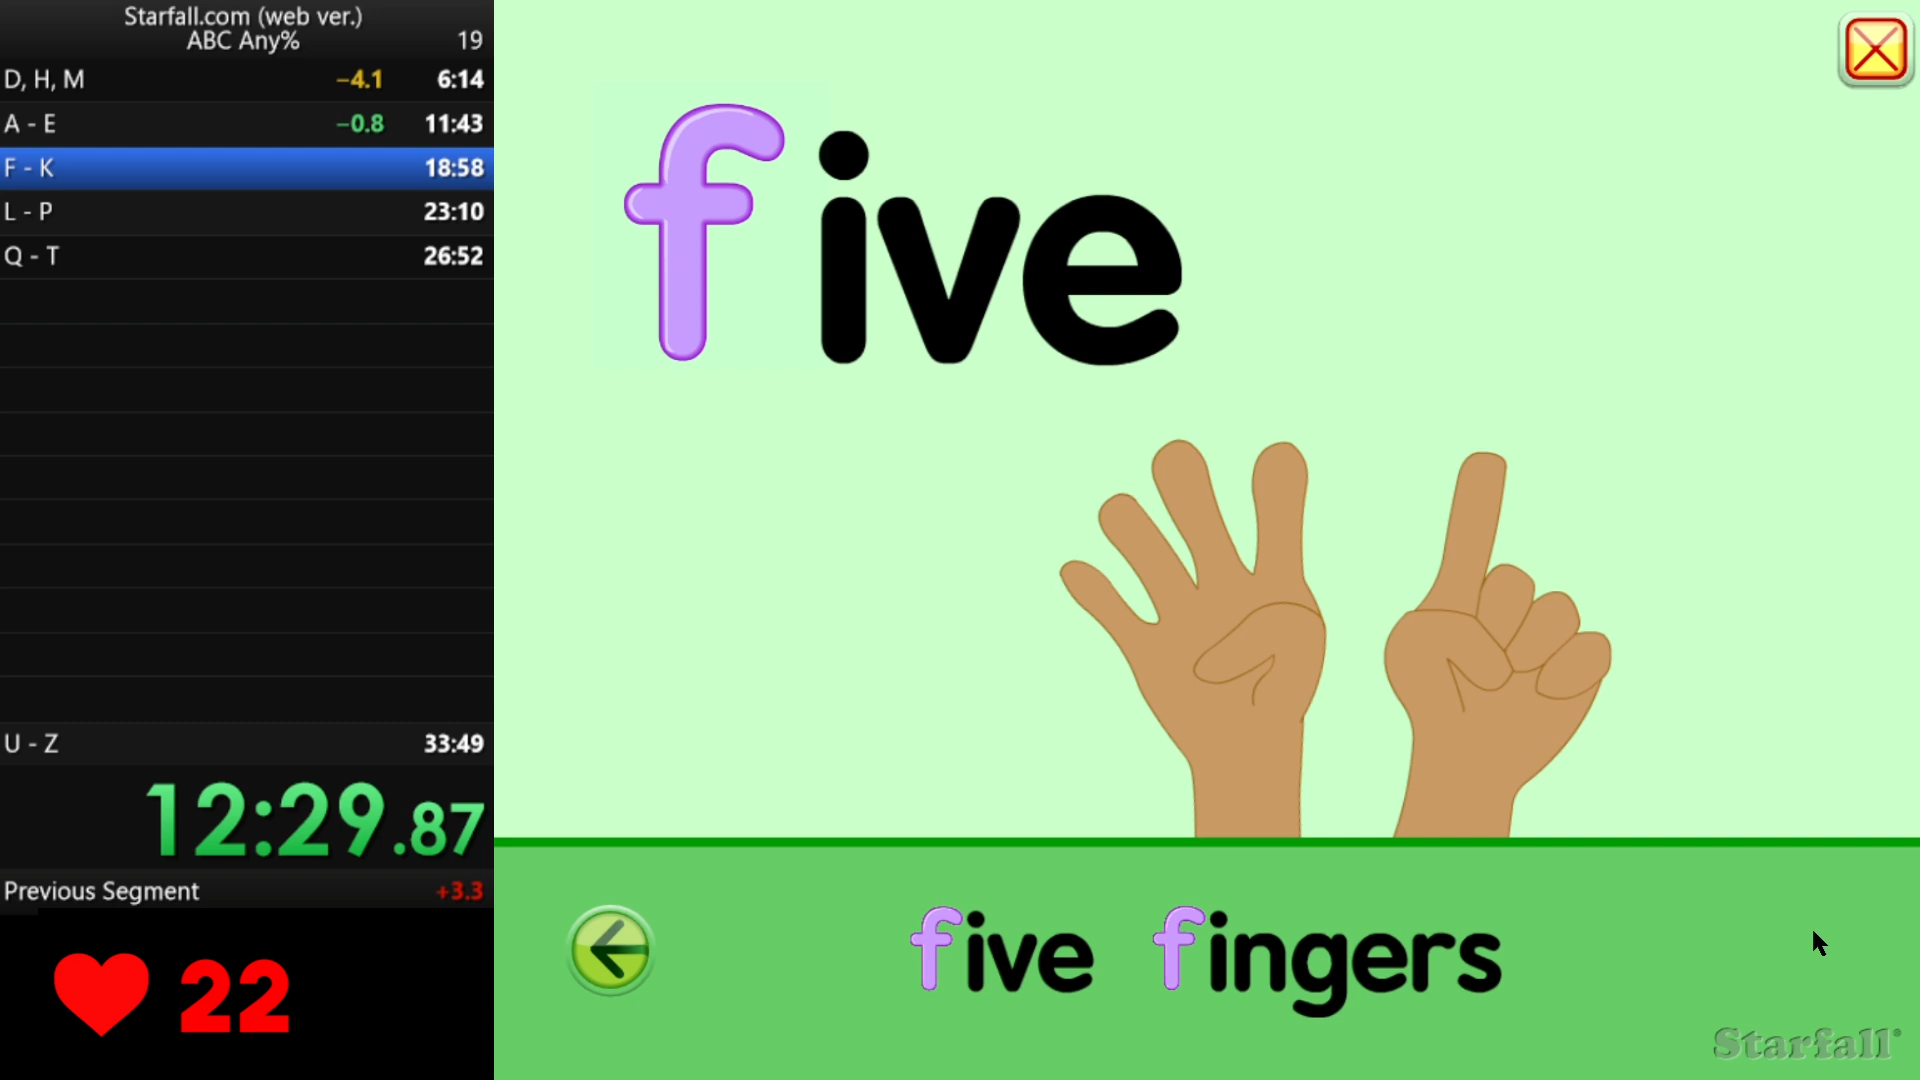 Starfall.com (web ver.)
ABC Any% 19
D, H, M −4.1 6:14
A - E −0.8 11:43
F - K 18:58
L - P 23:10
Q - T 26:52
U - Z 33:49
12:29.87
Previous Segment +3.3
22
five
five fingers
Starfall